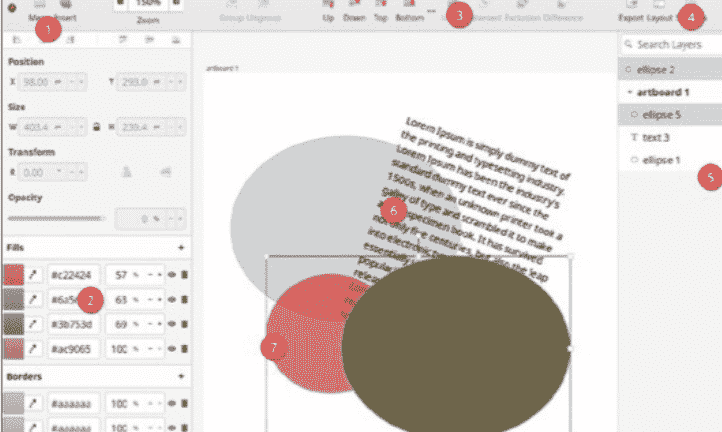 150%
Insert
Zoom
Group Ungroup
Up Down Top Bottom
Exclusion Difference
Export Layout
1
3
4
Search Layers
ellipse 2
artboard 1
ellipse 5
text 3
ellipse 1
5
Position
X 98.00
Y 293.0
Size
W 403.4
H 239.4
Transform
R 0.00 °
Opacity
0 %
Fills +
#c22424 57 %
63 %
2
#3b753d 69 %
#ac9065 100 %
Borders +
#aaaaaa 100 %
#aaaaaa 100 %
artboard 1
Lorem Ipsum is simply dummy text of
the printing and typesetting industry.
Lorem Ipsum has been the industry's
standard dummy text ever since the
1500s, when an unknown printer took a
galley of type and scrambled it to make
specimen book. It has survived
not only five centuries, but also the leap
into electronic
essentially
popular
6
7